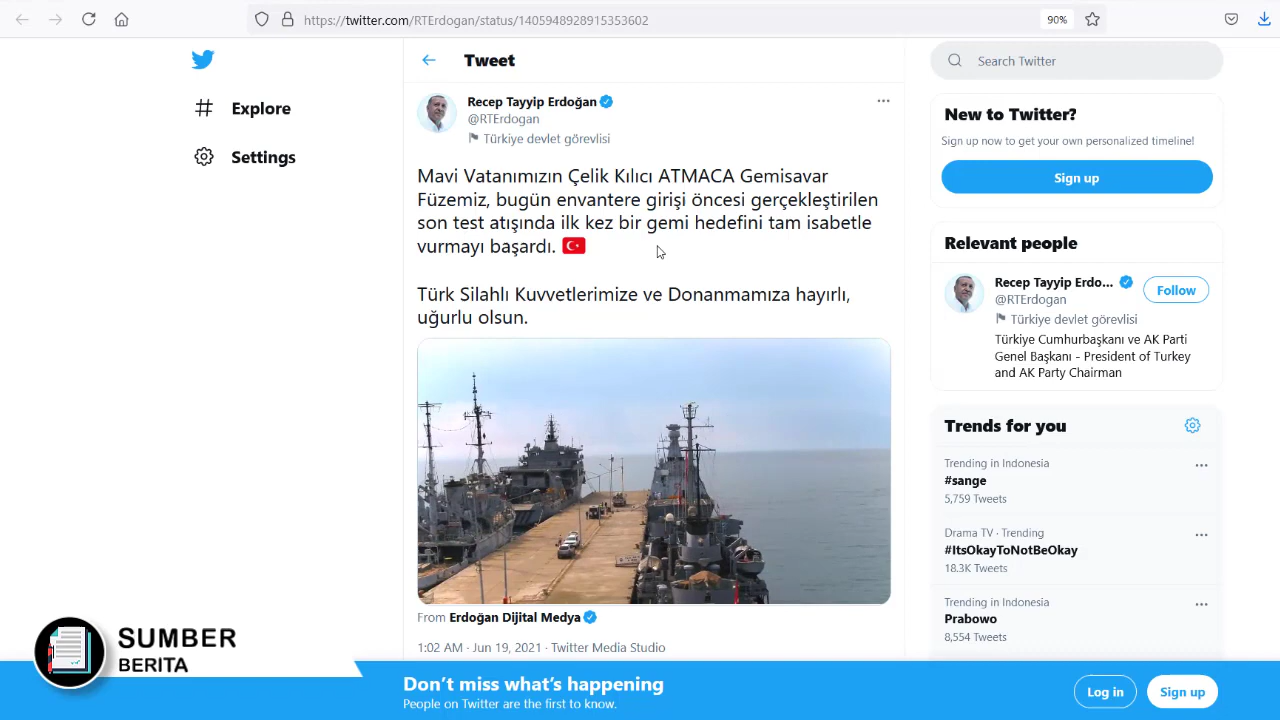 https://twitter.com/RTErdogan/status/1405948928915353602
90%
Explore
Settings
Tweet
Recep Tayyip Erdoğan
@RTErdogan
Türkiye devlet görevlisi
Mavi Vatanımızın Çelik Kılıcı ATMACA Gemisavar
Füzemiz, bugün envantere girişi öncesi gerçekleştirilen
son test atışında ilk kez bir gemi hedefini tam isabetle
vurmayı başardı. 🇹🇷
Türk Silahlı Kuvvetlerimize ve Donanmamıza hayırlı,
uğurlu olsun.
From Erdoğan Dijital Medya
1:02 AM · Jun 19, 2021 · Twitter Media Studio
Search Twitter
New to Twitter?
Sign up now to get your own personalized timeline!
Sign up
Relevant people
Recep Tayyip Erdo...
@RTErdogan
Follow
Türkiye devlet görevlisi
Türkiye Cumhurbaşkanı ve AK Parti
Genel Başkanı - President of Turkey
and AK Party Chairman
Trends for you
Trending in Indonesia
#sange
5,759 Tweets
Drama TV · Trending
#ItsOkayToNotBeOkay
18.3K Tweets
Trending in Indonesia
Prabowo
8,554 Tweets
SUMBER
BERITA
Don't miss what's happening
People on Twitter are the first to know.
Log in
Sign up